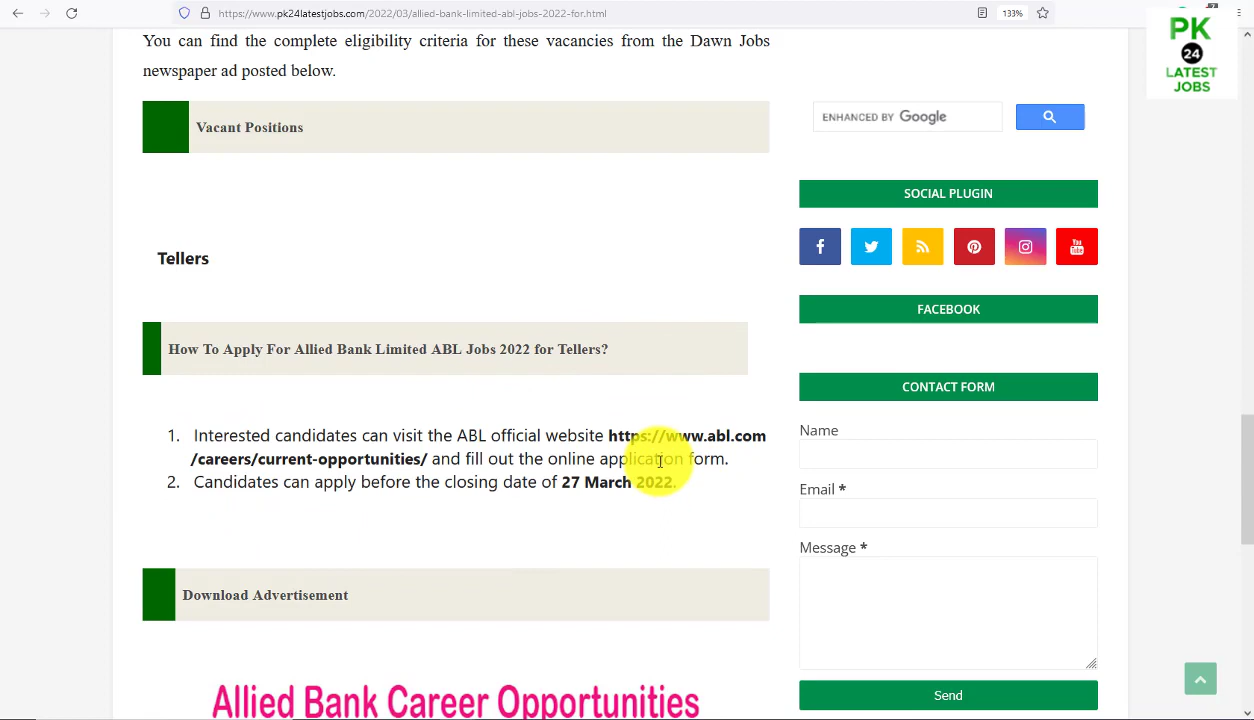 https://www.pk24latestjobs.com/2022/03/allied-bank-limited-abl-jobs-2022-for.html
133%
PK
24
LATEST
JOBS
You can find the complete eligibility criteria for these vacancies from the Dawn Jobs
newspaper ad posted below.
Vacant Positions
Tellers
How To Apply For Allied Bank Limited ABL Jobs 2022 for Tellers?
1. Interested candidates can visit the ABL official website https://www.abl.com
/careers/current-opportunities/ and fill out the online application form.
2. Candidates can apply before the closing date of 27 March 2022.
Download Advertisement
Allied Bank Career Opportunities
ENHANCED BY Google
SOCIAL PLUGIN
You
Tube
FACEBOOK
CONTACT FORM
Name
Email *
Message *
Send